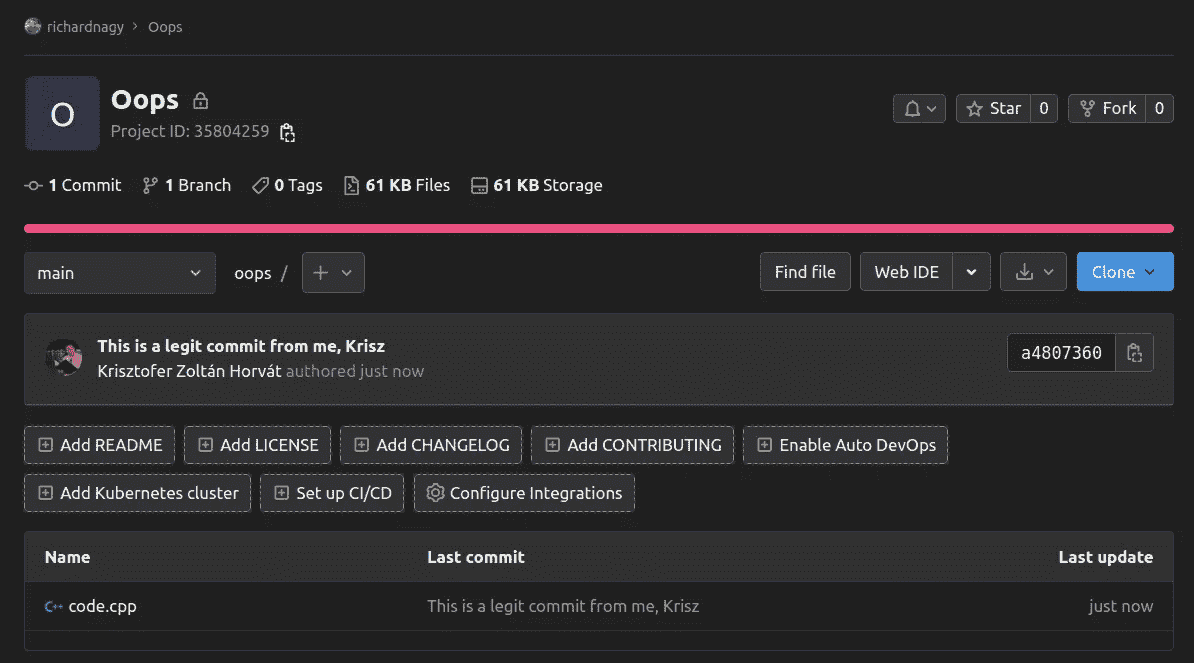 richardnagy > Oops
O
Oops
Project ID: 35804259
Star 0 Fork 0
1 Commit 1 Branch 0 Tags 61 KB Files 61 KB Storage
main oops / + Find file Web IDE Clone
This is a legit commit from me, Krisz
Krisztofer Zoltán Horvát authored just now
a4807360
Add README Add LICENSE Add CHANGELOG Add CONTRIBUTING Enable Auto DevOps
Add Kubernetes cluster Set up CI/CD Configure Integrations
Name Last commit Last update
C++ code.cpp This is a legit commit from me, Krisz just now